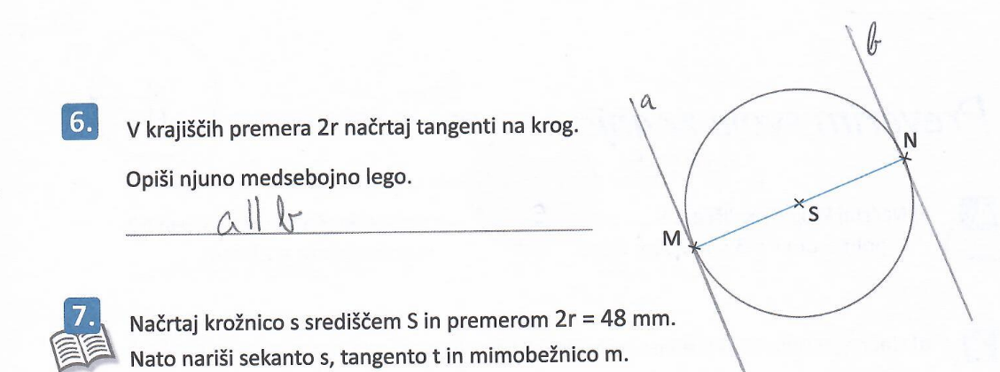 b
a
6.
V krajiščih premera 2r načrtaj tangenti na krog.
N
Opiši njuno medsebojno lego.
S
a || b
M
7.
Načrtaj krožnico s središčem S in premerom 2r = 48 mm.
Nato nariši sekanto s, tangento t in mimobežnico m.